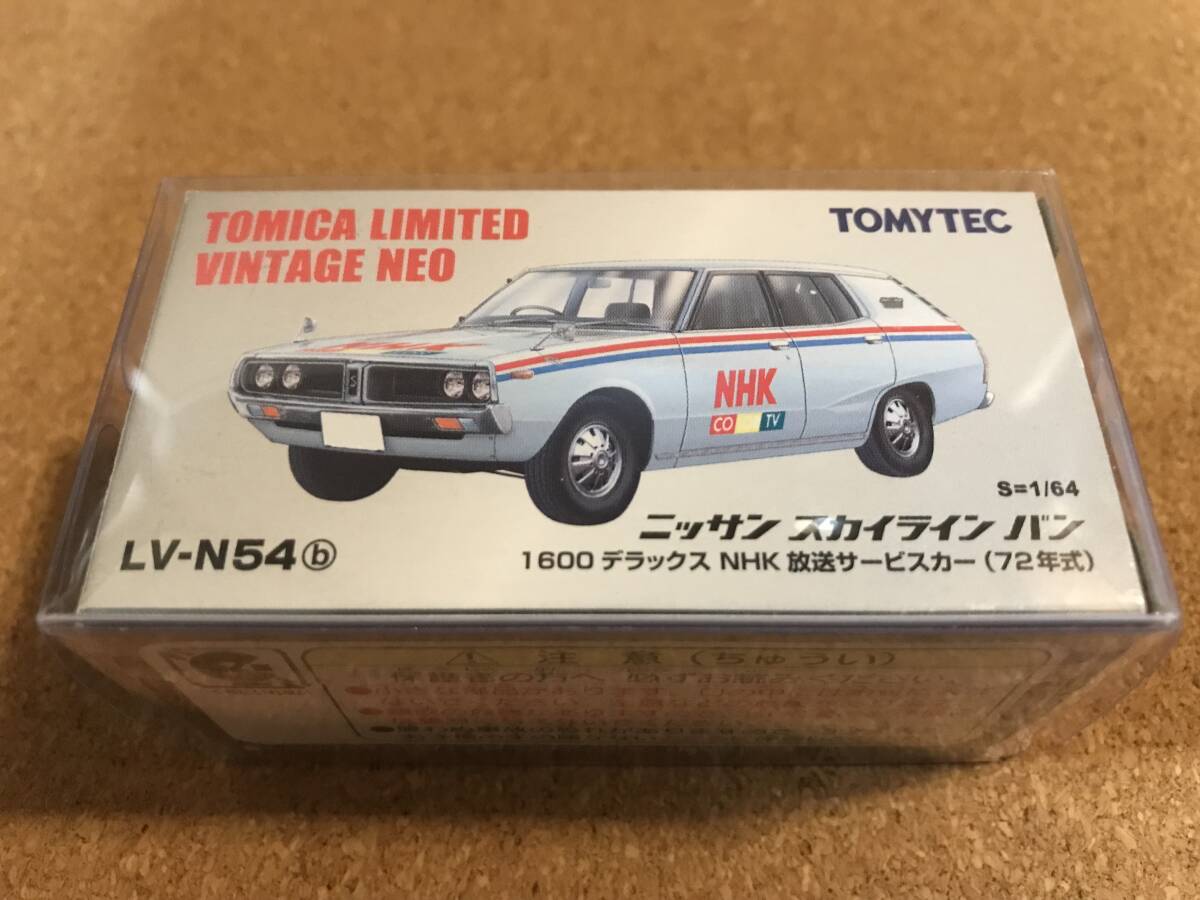 TOMICA LIMITED
VINTAGE NEO
TOMYTEC
NHK
NHK
CO TV
S=1/64
LV-N54ⓑ
ニッサン スカイライン バン
1600 デラックス NHK 放送サービスカー (72年式)
注意 (ちゅうい)